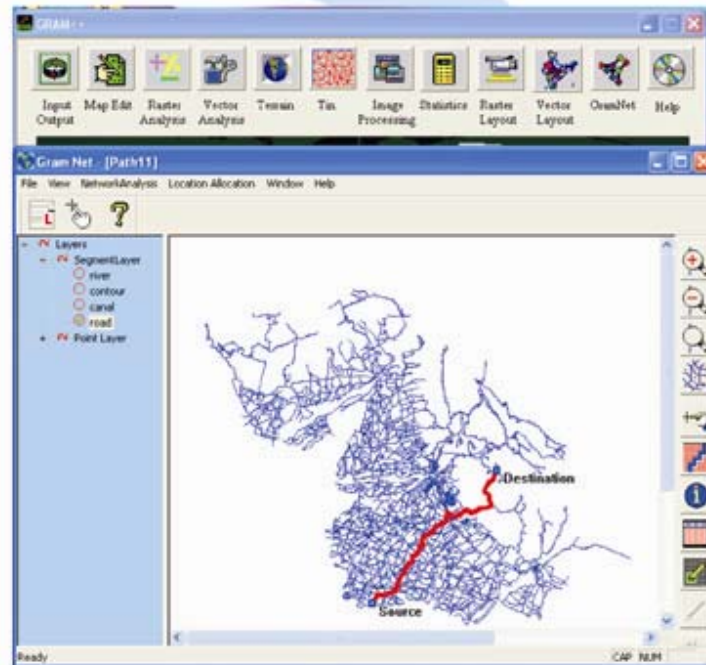 GRAM++
Input Output
Map Edit
Raster Analysis
Vector Analysis
Terrain
Tin
Image Processing
Statistics
Raster Layout
Vector Layout
GramNet
Help
Gram Net - [Path11]
File View NetworkAnalysis Location Allocation Window Help
L
Layers
SegmentLayer
river
contour
canal
road
Point Layer
Destination
Source
Ready
CAP NUM